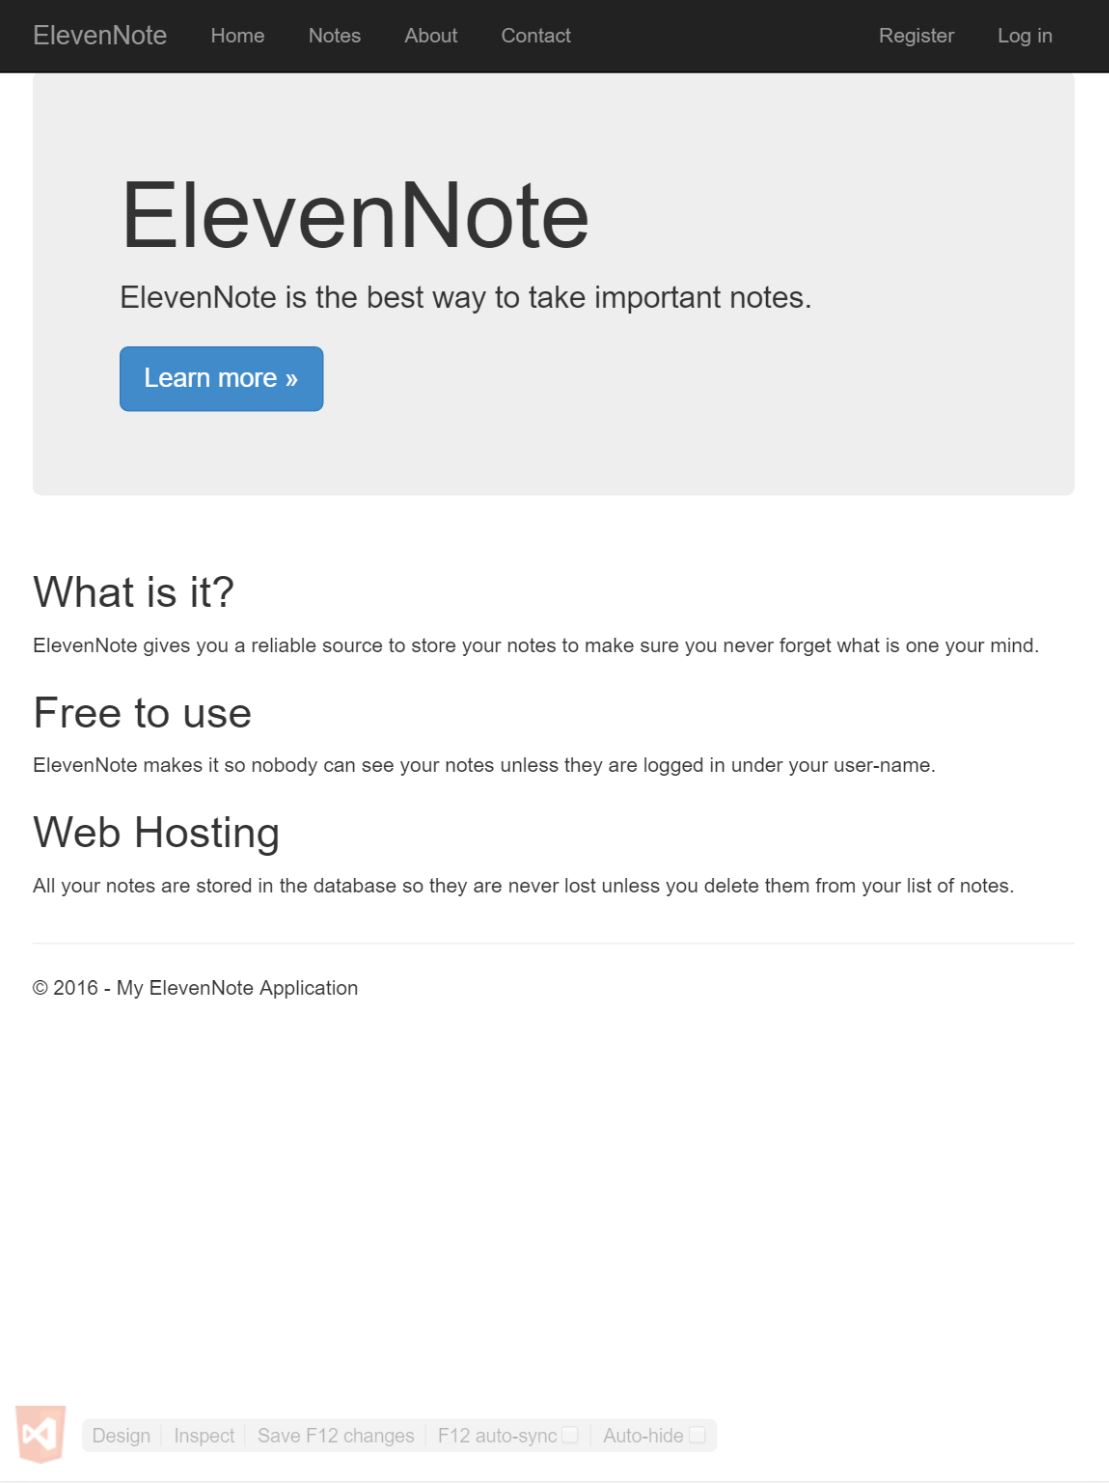 ElevenNote Home Notes About Contact Register Log in
ElevenNote
ElevenNote is the best way to take important notes.
Learn more »
What is it?
ElevenNote gives you a reliable source to store your notes to make sure you never forget what is one your mind.
Free to use
ElevenNote makes it so nobody can see your notes unless they are logged in under your user-name.
Web Hosting
All your notes are stored in the database so they are never lost unless you delete them from your list of notes.
© 2016 - My ElevenNote Application
Design Inspect Save F12 changes F12 auto-sync Auto-hide